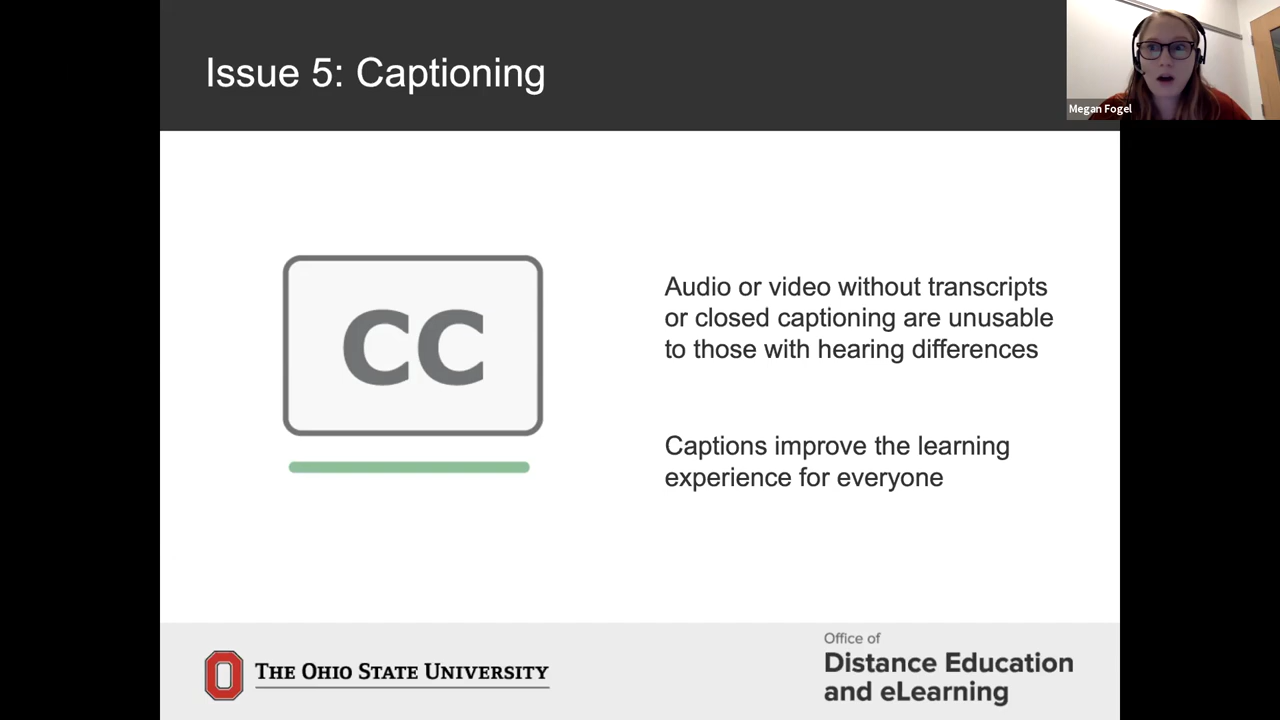 Issue 5: Captioning
Megan Fogel
CC
Audio or video without transcripts
or closed captioning are unusable
to those with hearing differences
Captions improve the learning
experience for everyone
THE OHIO STATE UNIVERSITY
Office of
Distance Education
and eLearning